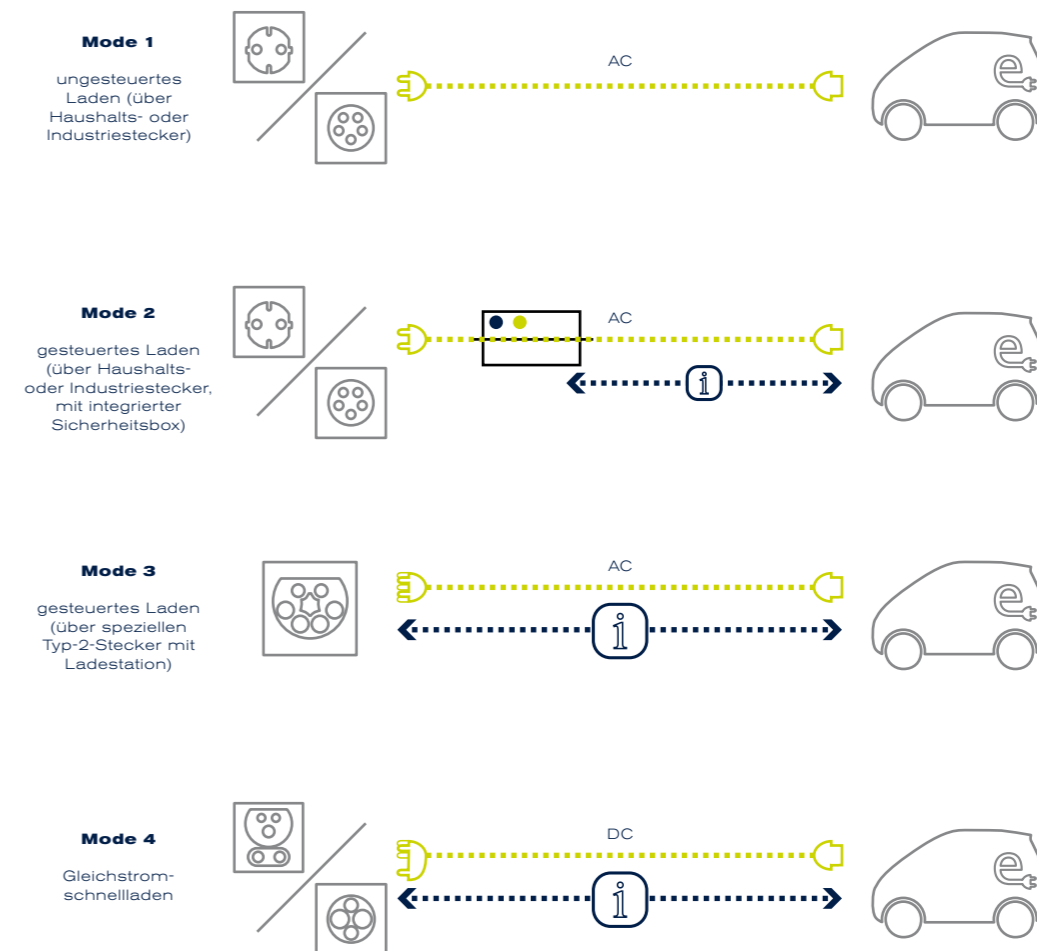 Mode 1
ungesteuertes
Laden (über
Haushalts- oder
Industriestecker)
AC
e
Mode 2
gesteuertes Laden
(über Haushalts-
oder Industriestecker,
mit integrierter
Sicherheitsbox)
AC
i
e
Mode 3
gesteuertes Laden
(über speziellen
Typ-2-Stecker mit
Ladestation)
AC
i
e
Mode 4
Gleichstrom-
schnellladen
DC
i
e